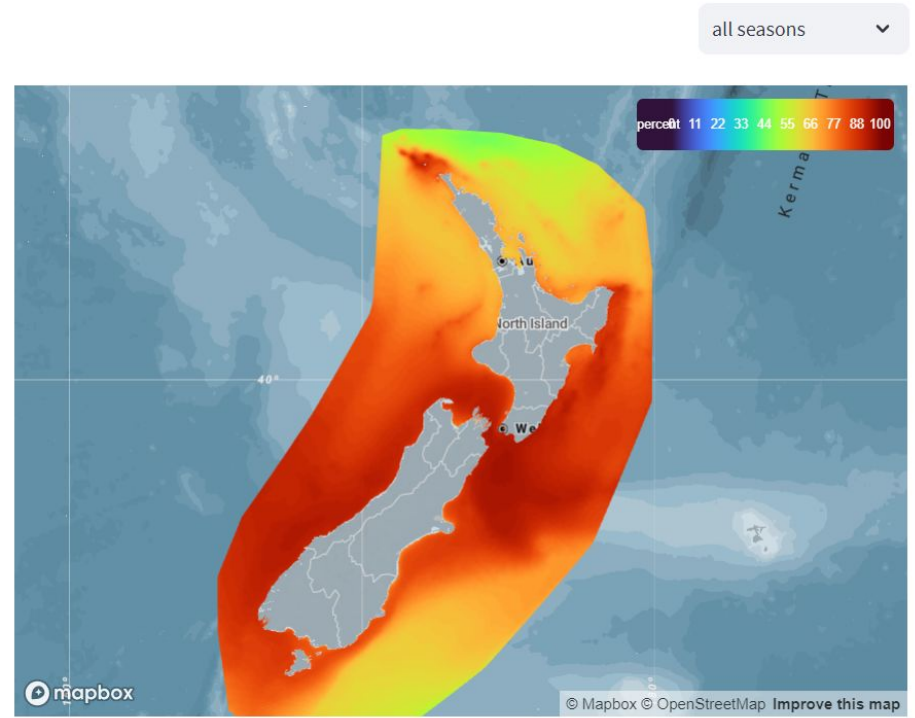 all seasons
percent 0 11 22 33 44 55 66 77 88 100
Kerma
Au
North Island
40°
Wel
mapbox
© Mapbox © OpenStreetMap Improve this map